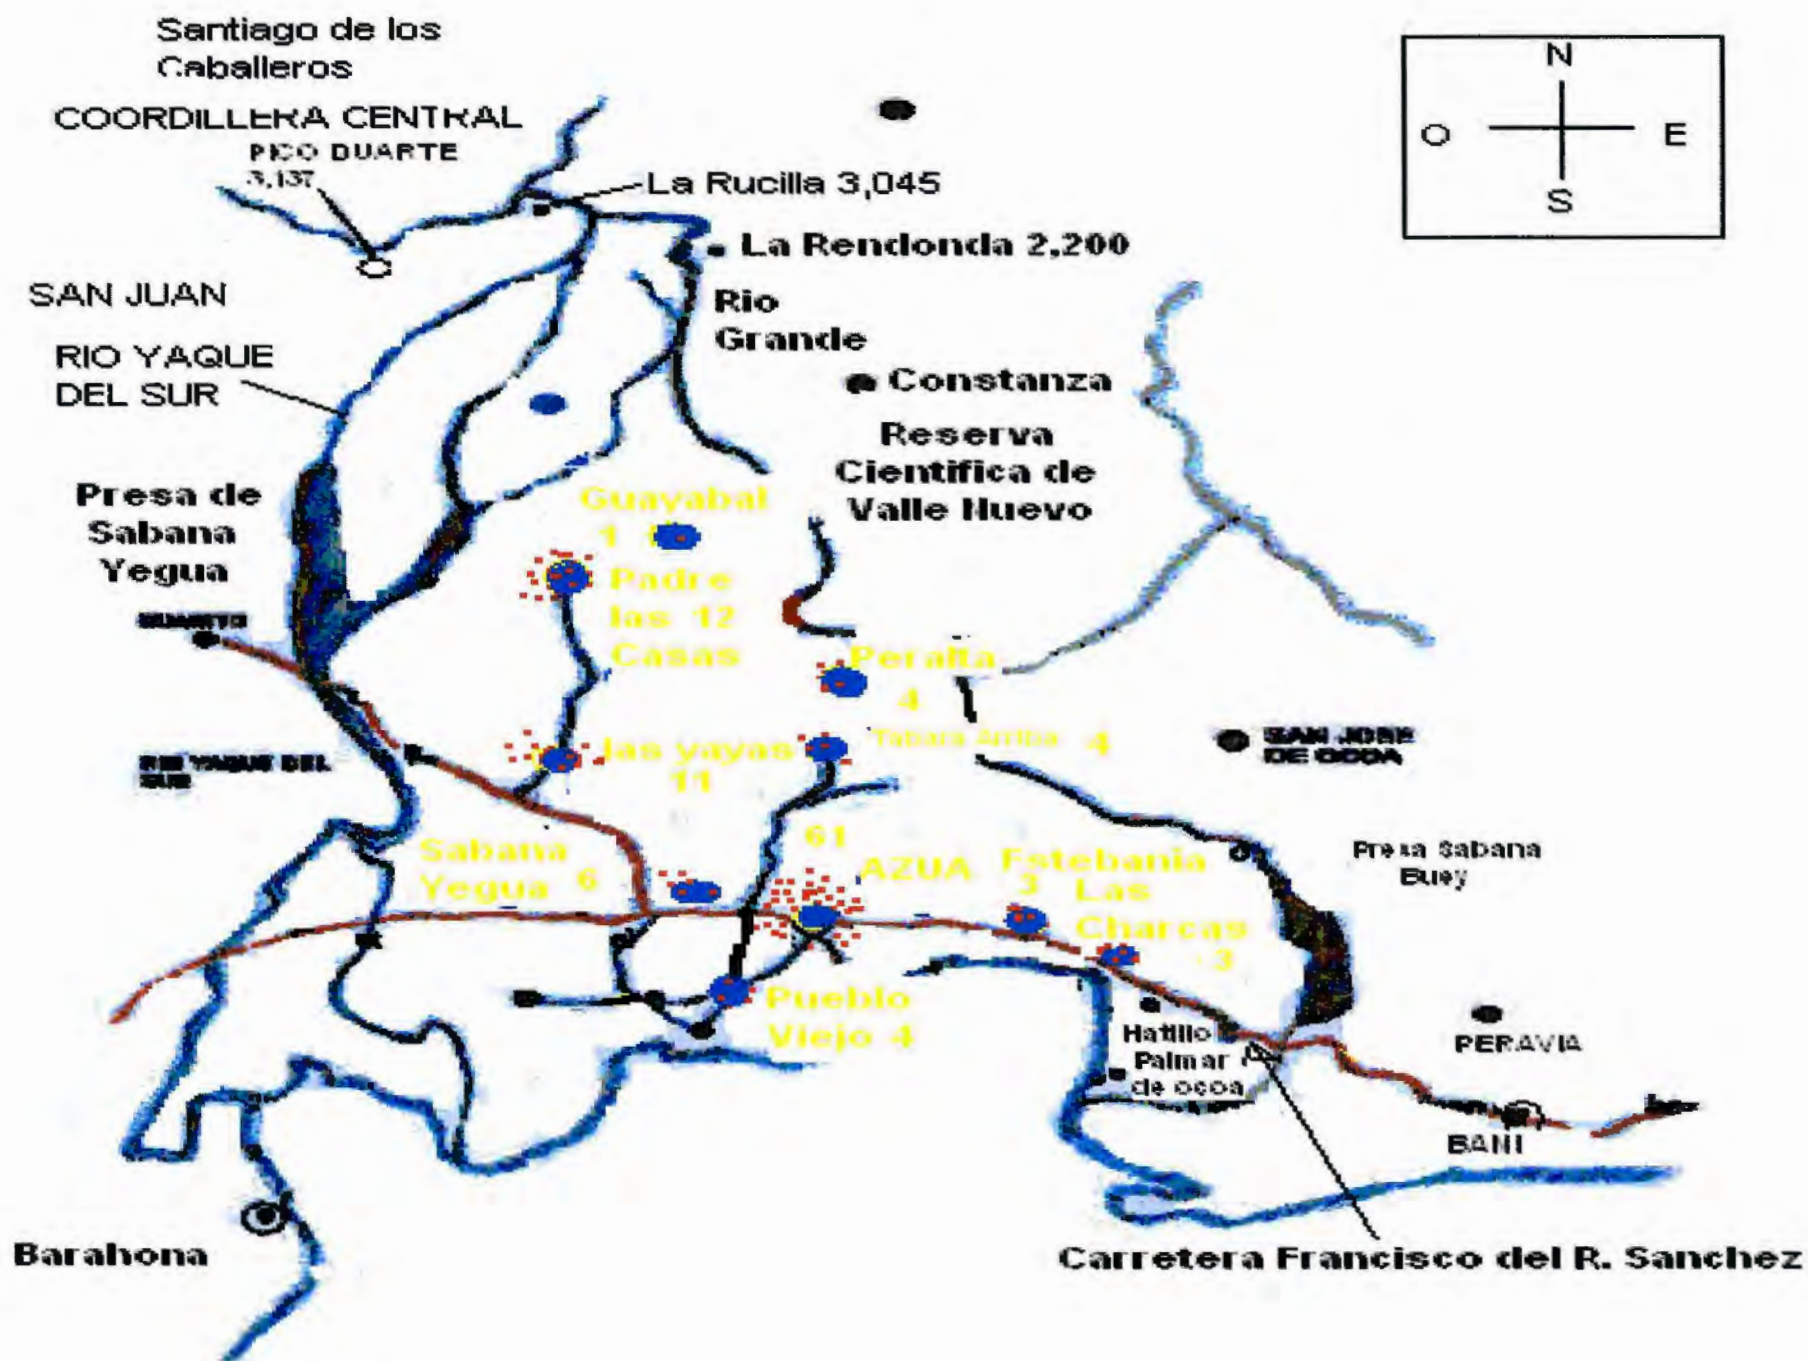 Santiago de los
Caballeros
COORDILLERA CENTRAL
PICO DUARTE
3,137
La Rucilla 3,045
La Rendonda 2,200
N
O
E
S
SAN JUAN
Rio
Grande
RIO YAQUE
DEL SUR
Constanza
Reserva
Cientifica de
Valle Nuevo
Presa de
Sabana
Yegua
Guayabal
1
Padre
las 12
Casas
Peralta
4
Tabara Arriba 4
las yayas
11
SAN JOSE
DE OCOA
RIO YAQUE DEL
SUR
61
AZUA
Sabana
Yegua 6
Estebania
3
Las
Charcas
3
Presa Sabana
Buey
Pueblo
Viejo 4
Hatillo
Palmar
de ocoa
PERAVIA
BANI
Barahona
Carretera Francisco del R. Sanchez